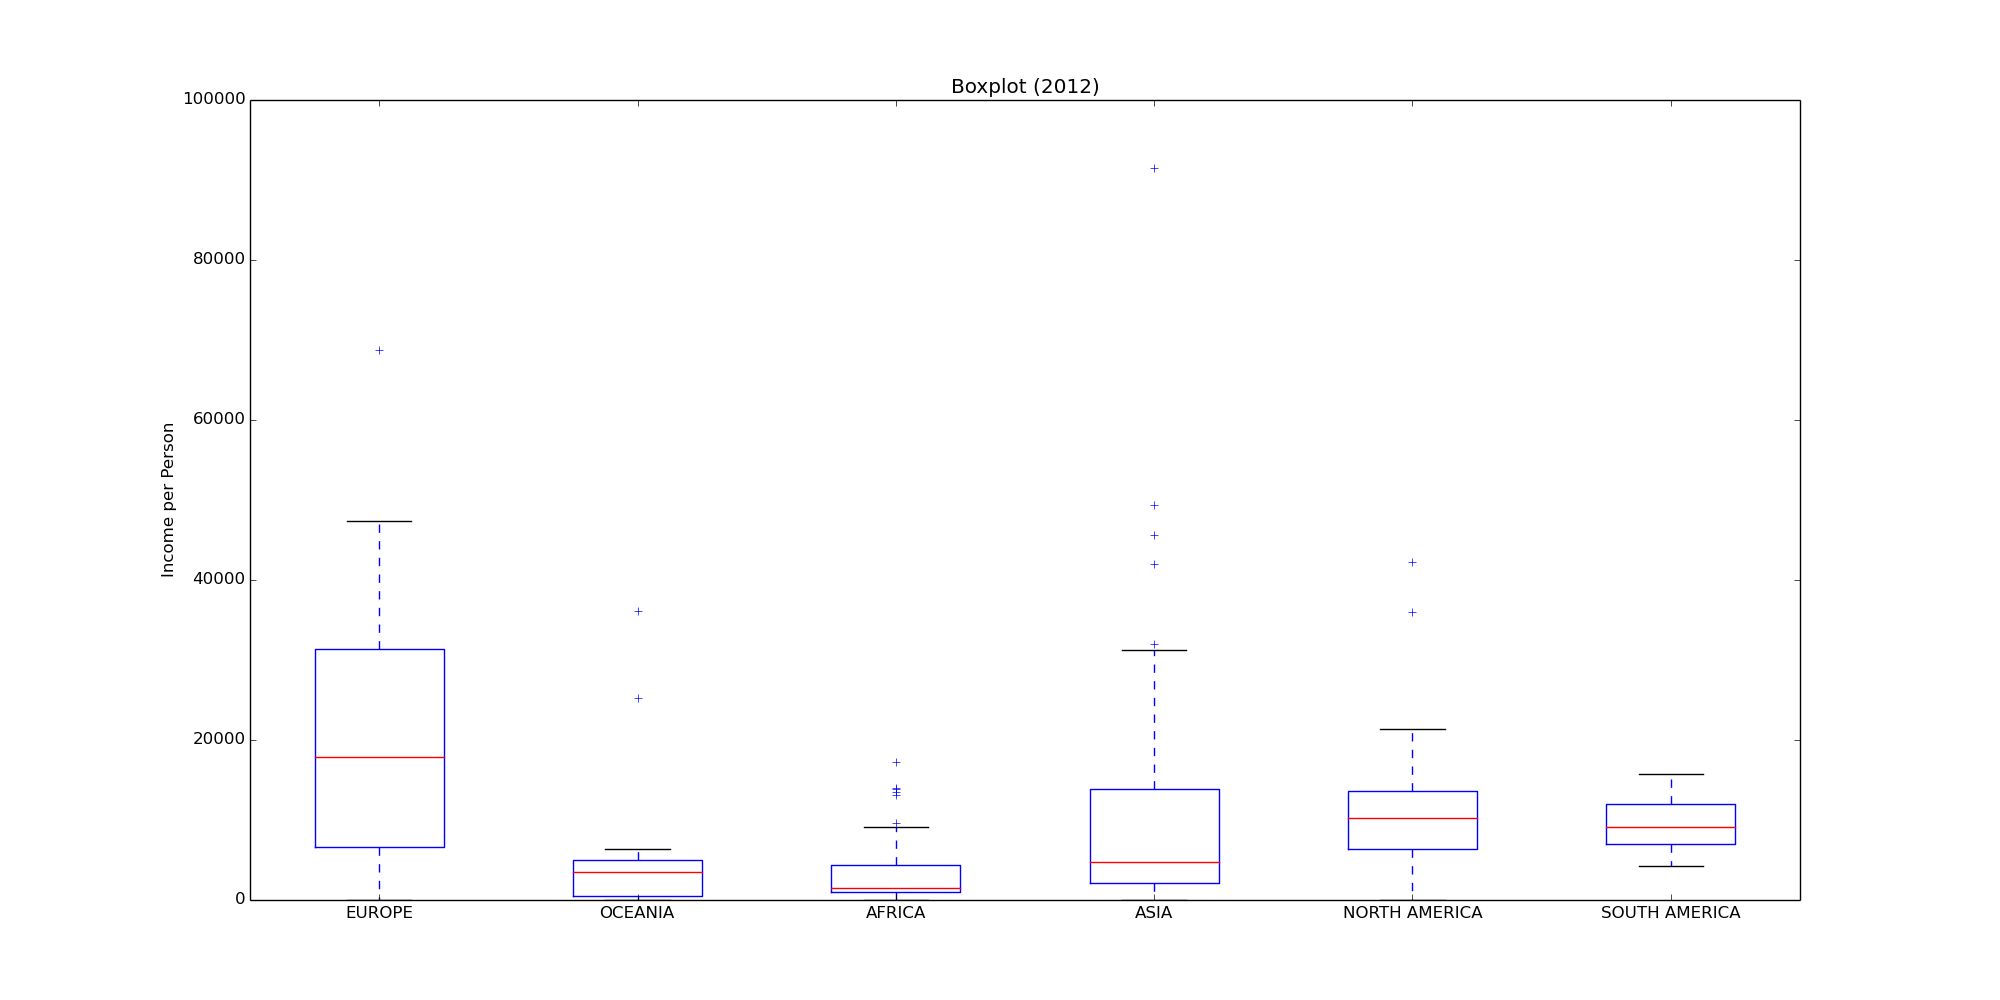 Boxplot (2012)
100000
80000
60000
40000
20000
0
Income per Person
EUROPE
OCEANIA
AFRICA
ASIA
NORTH AMERICA
SOUTH AMERICA